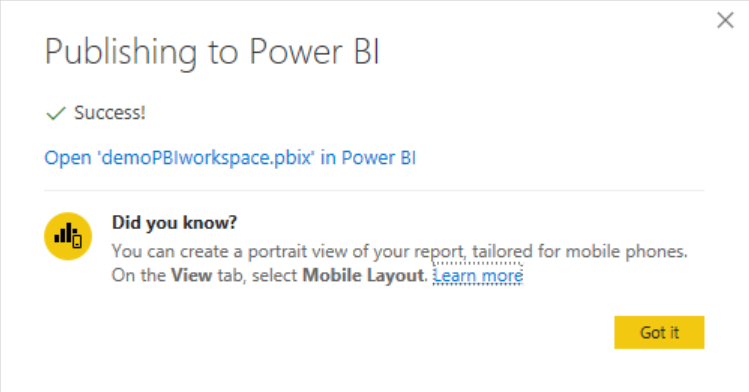 Publishing to Power BI
Success!
Open 'demoPBIworkspace.pbix' in Power BI
Did you know?
You can create a portrait view of your report, tailored for mobile phones.
On the View tab, select Mobile Layout. Learn more
Got it